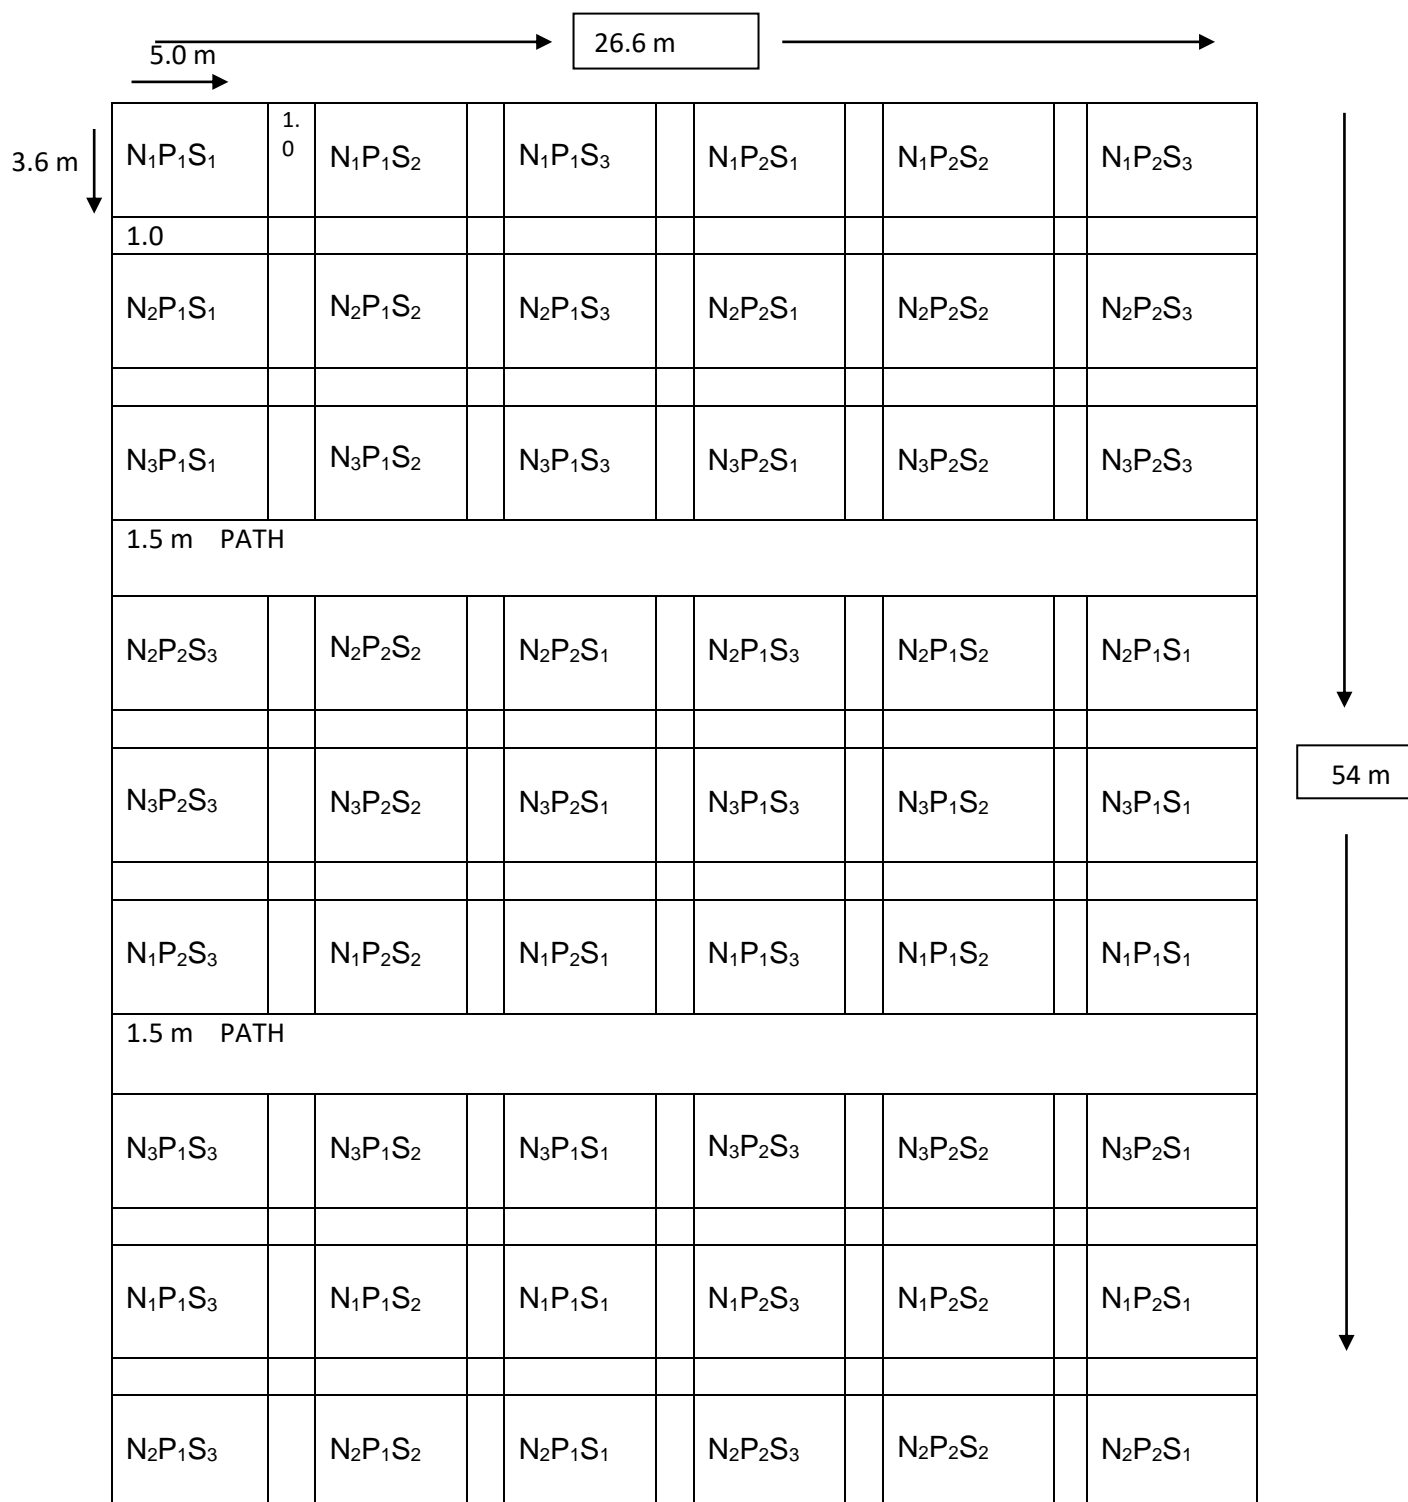 26.6 m
5.0 m
3.6 m
N₁P₁S₁ 1.0 N₁P₁S₂ N₁P₁S₃ N₁P₂S₁ N₁P₂S₂ N₁P₂S₃
1.0
N₂P₁S₁ N₂P₁S₂ N₂P₁S₃ N₂P₂S₁ N₂P₂S₂ N₂P₂S₃
N₃P₁S₁ N₃P₁S₂ N₃P₁S₃ N₃P₂S₁ N₃P₂S₂ N₃P₂S₃
1.5 m PATH
N₂P₂S₃ N₂P₂S₂ N₂P₂S₁ N₂P₁S₃ N₂P₁S₂ N₂P₁S₁
54 m
N₃P₂S₃ N₃P₂S₂ N₃P₂S₁ N₃P₁S₃ N₃P₁S₂ N₃P₁S₁
N₁P₂S₃ N₁P₂S₂ N₁P₂S₁ N₁P₁S₃ N₁P₁S₂ N₁P₁S₁
1.5 m PATH
N₃P₁S₃ N₃P₁S₂ N₃P₁S₁ N₃P₂S₃ N₃P₂S₂ N₃P₂S₁
N₁P₁S₃ N₁P₁S₂ N₁P₁S₁ N₁P₂S₃ N₁P₂S₂ N₁P₂S₁
N₂P₁S₃ N₂P₁S₂ N₂P₁S₁ N₂P₂S₃ N₂P₂S₂ N₂P₂S₁